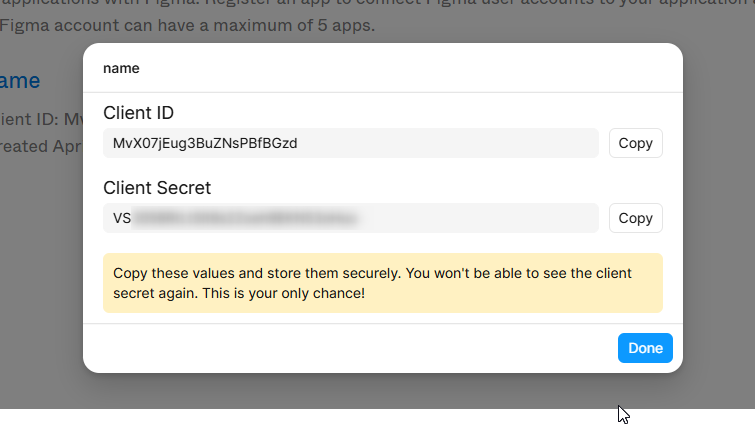 applications with Figma. Register an app to connect Figma user accounts to your application
Figma account can have a maximum of 5 apps.
name
ame
Client ID
ient ID: Mv
MvX07jEug3BuZNsPBfBGzd
Copy
reated Apr
Client Secret
VS
Copy
Copy these values and store them securely. You won't be able to see the client
secret again. This is your only chance!
Done